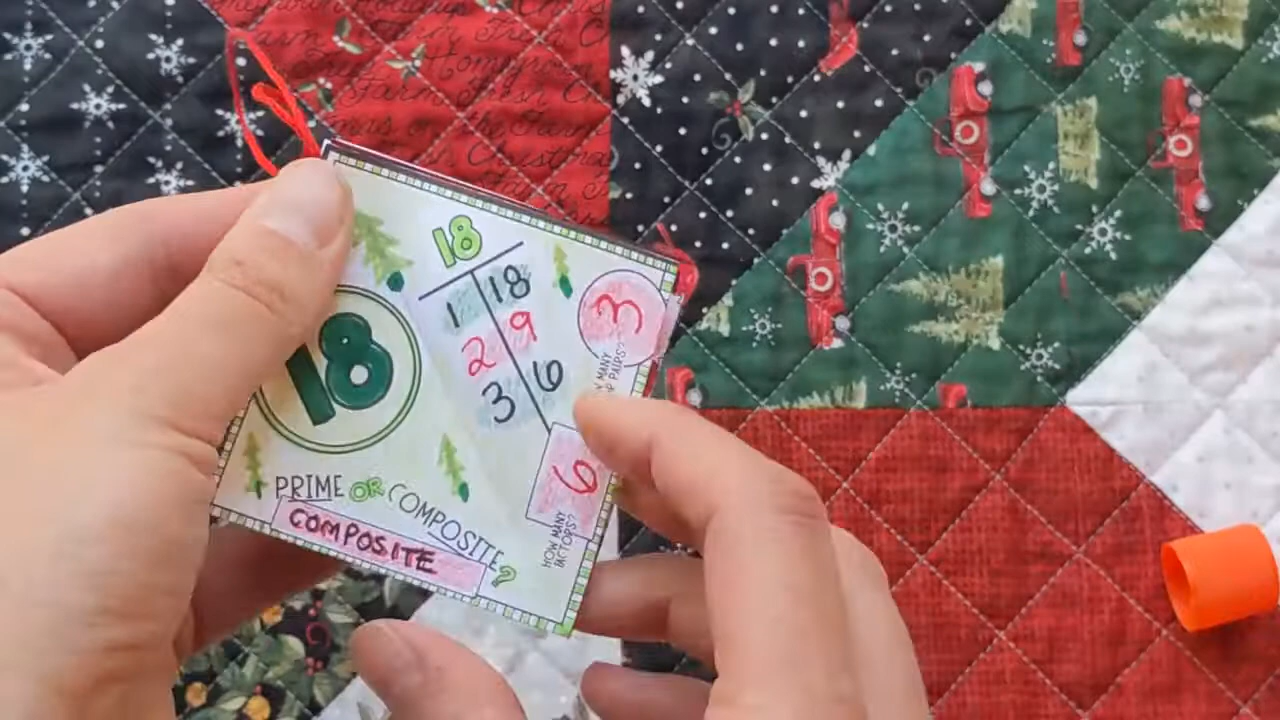 18
1 18
2 9
3 6
18
3
MANY
PAIRS?
6
HOW MANY
FACTORS?
PRIME OR COMPOSITE?
COMPOSITE